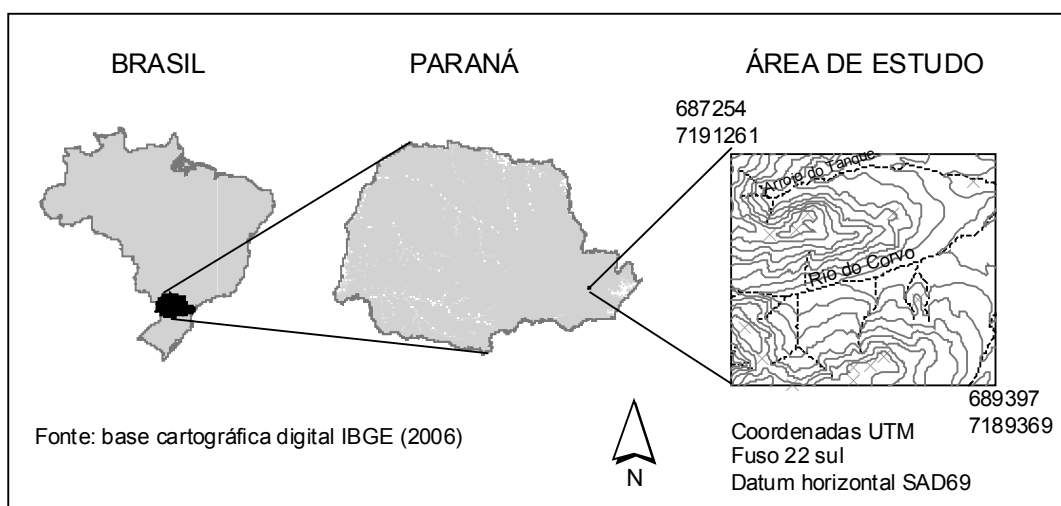 BRASIL
PARANÁ
ÁREA DE ESTUDO
687254
7191261
Arroio do Tanque
Rio do Corvo
689397
7189369
Fonte: base cartográfica digital IBGE (2006)
N
Coordenadas UTM
Fuso 22 sul
Datum horizontal SAD69